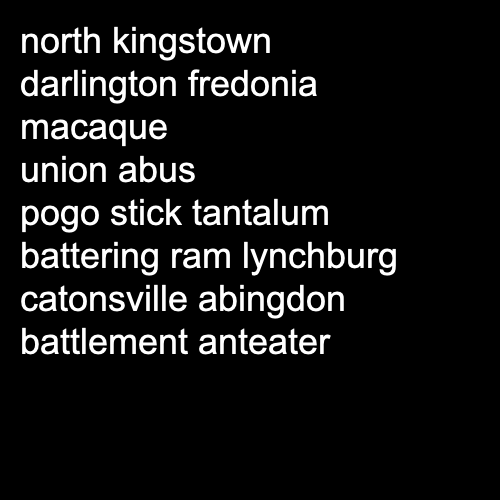 north kingstown
darlington fredonia
macaque
union abus
pogo stick tantalum
battering ram lynchburg
catonsville abingdon
battlement anteater